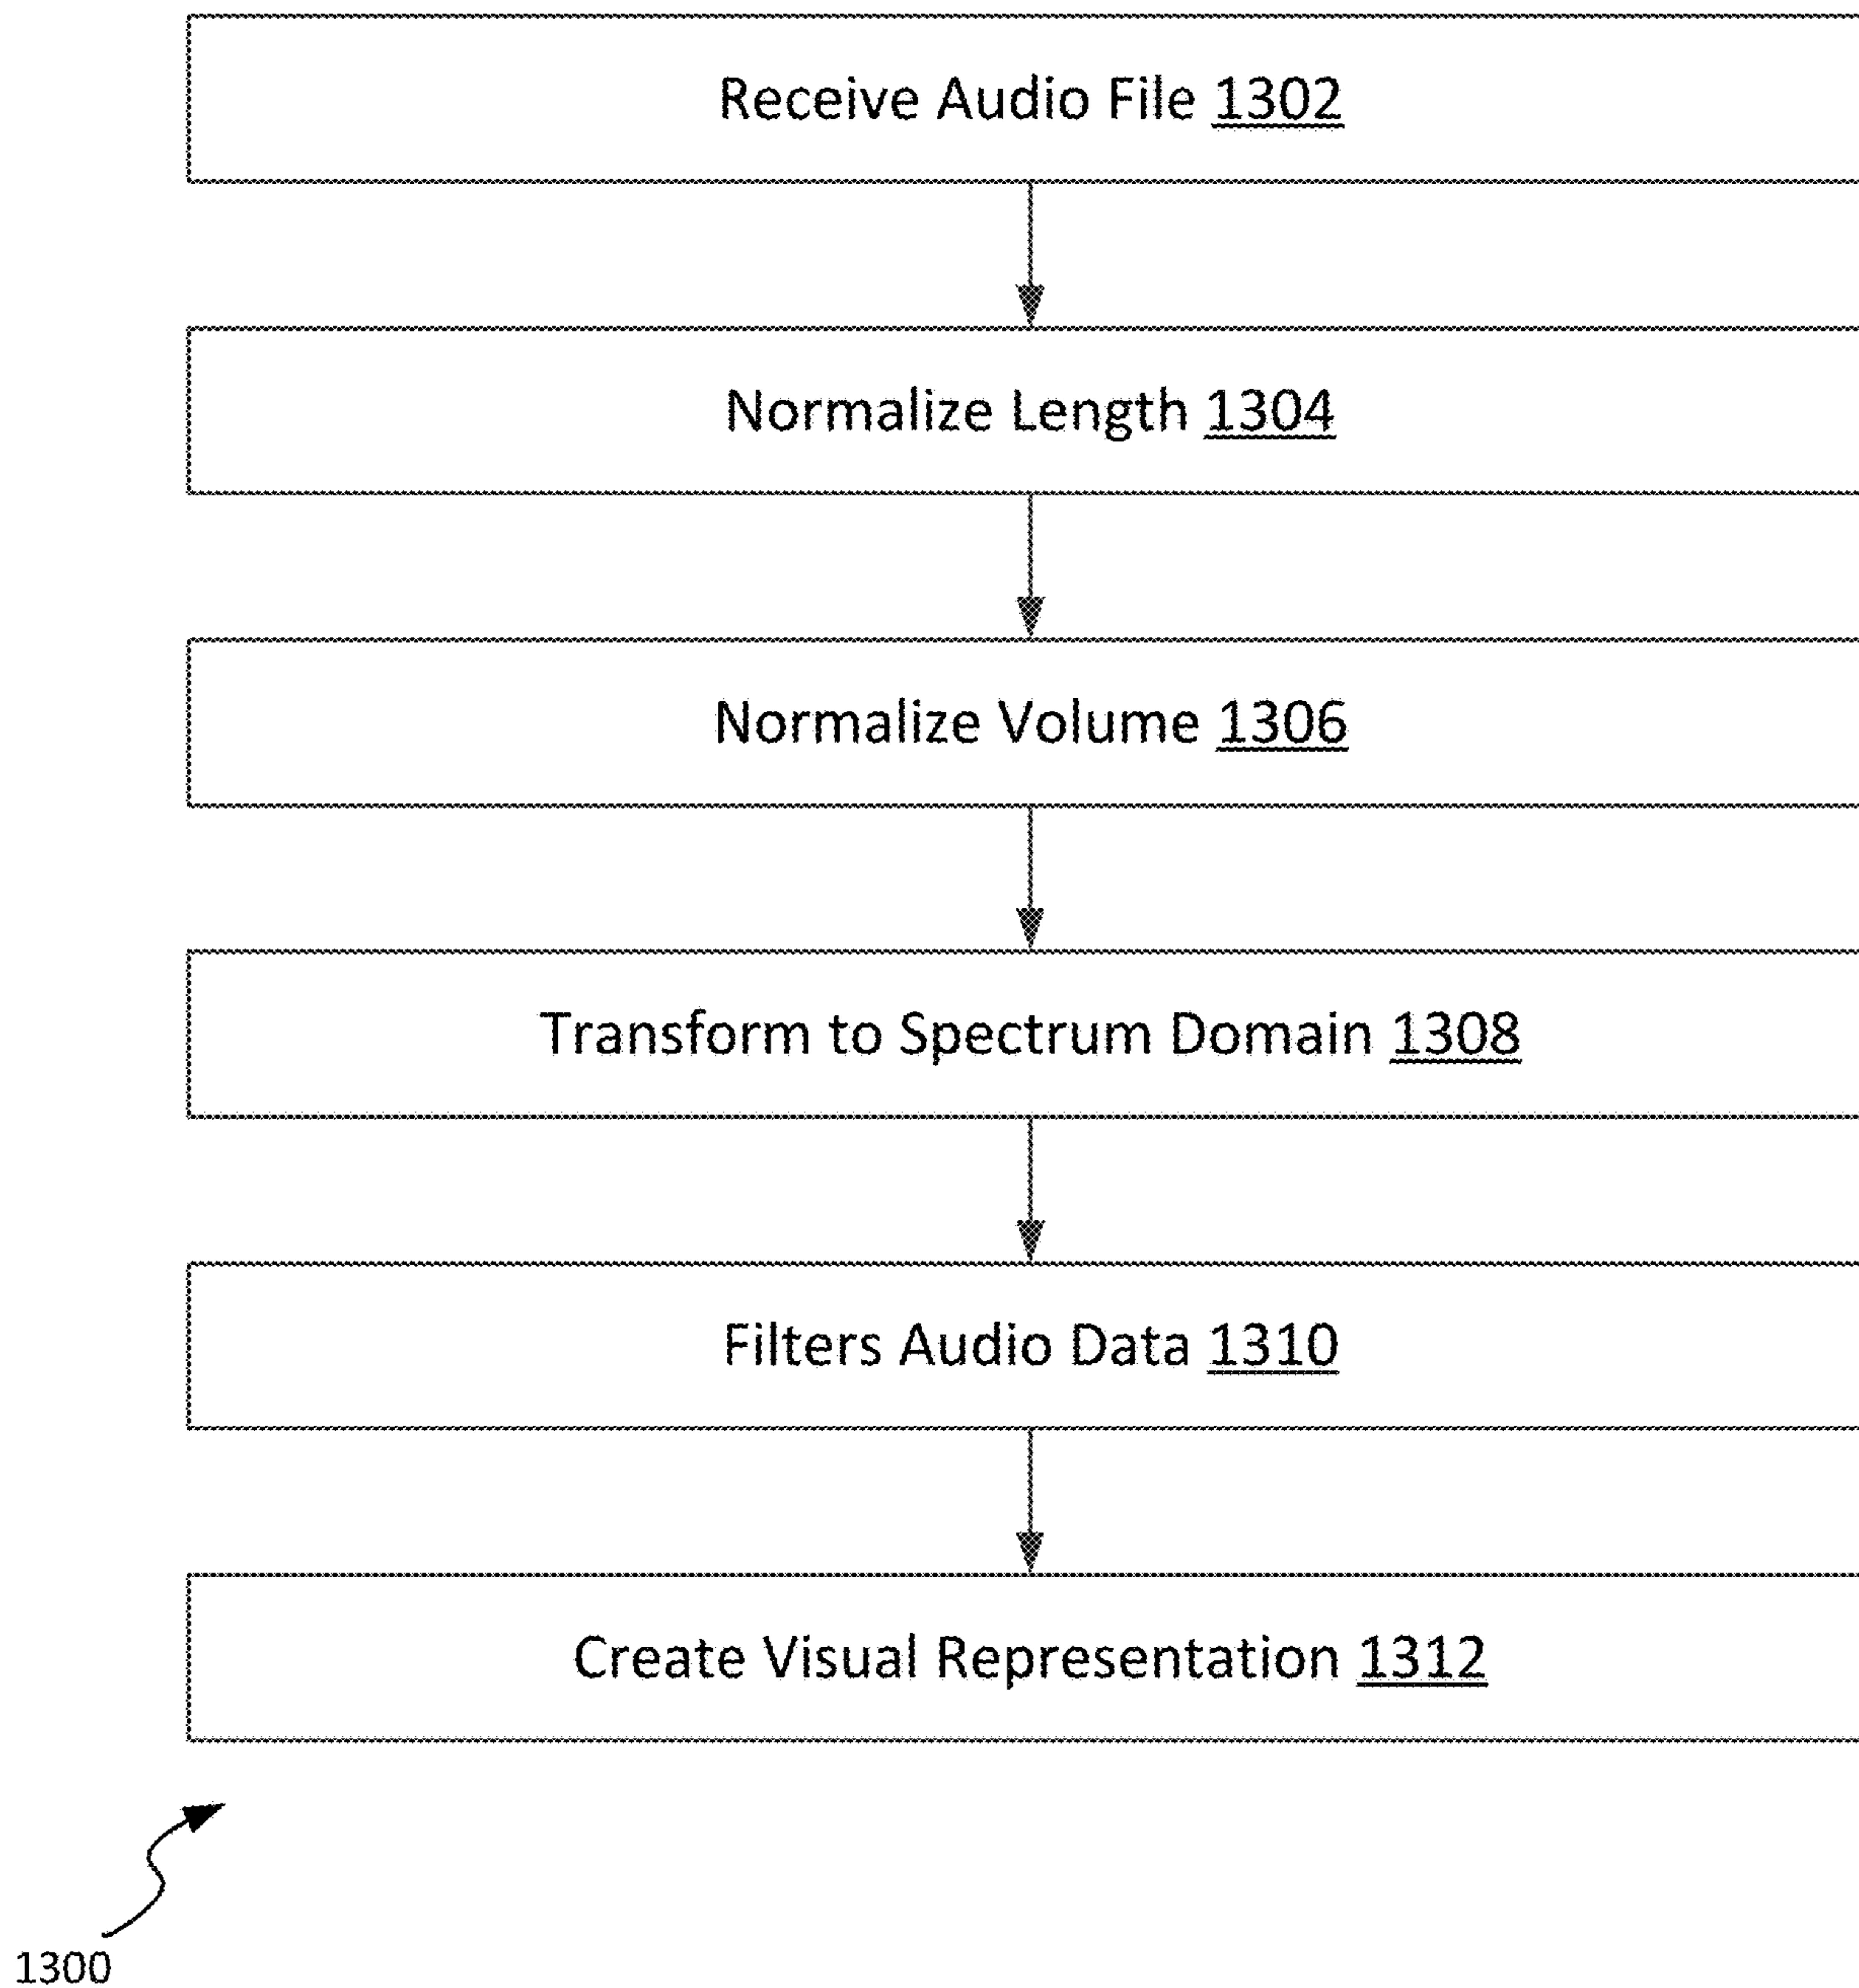 Receive Audio File 1302
Normalize Length 1304
Normalize Volume 1306
Transform to Spectrum Domain 1308
Filters Audio Data 1310
Create Visual Representation 1312
1300